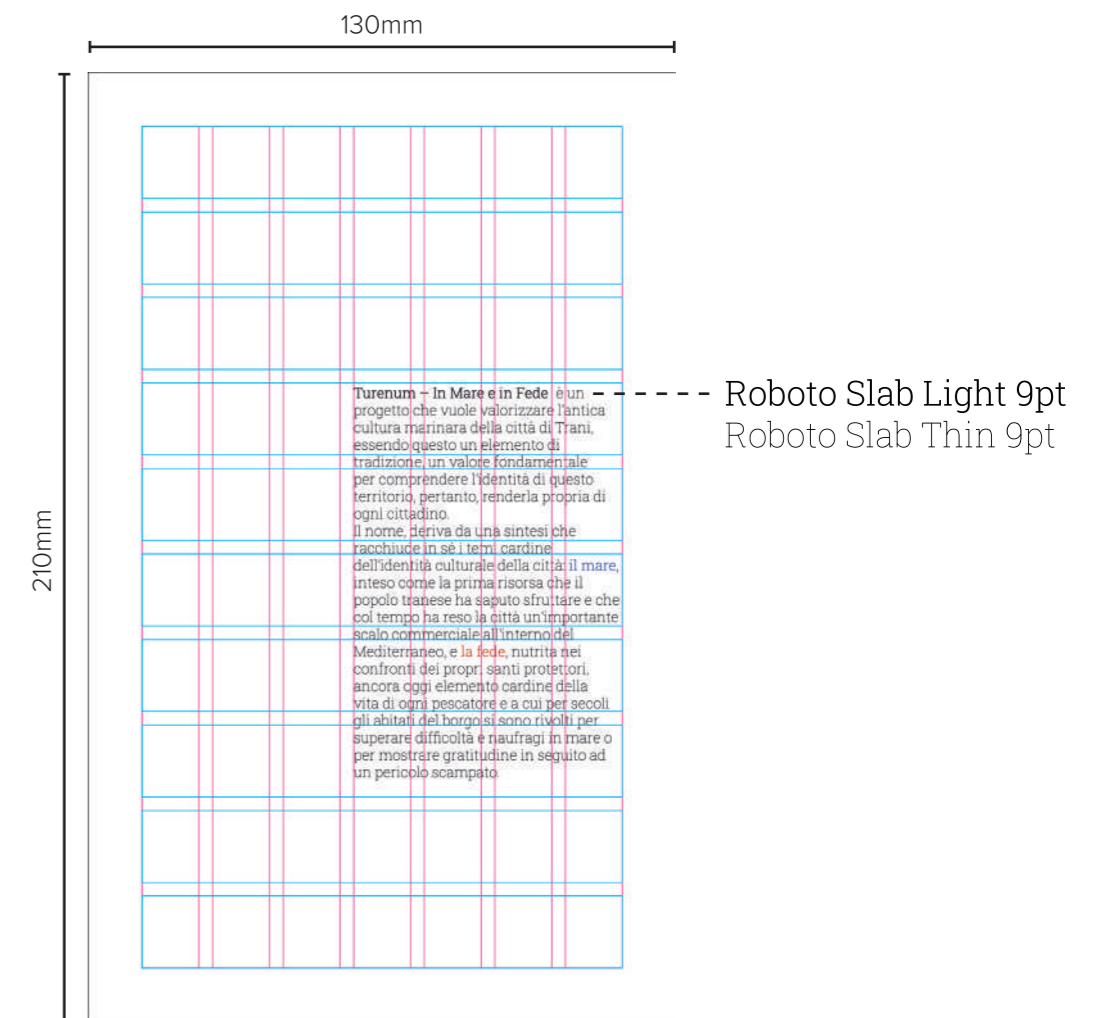 130mm
210mm
Turenum – In Mare e in Fede è un
progetto che vuole valorizzare l'antica
cultura marinara della città di Trani,
essendo questo un elemento di
tradizione, un valore fondamentale
per comprendere l'identità di questo
territorio, pertanto, renderla propria di
ogni cittadino.
Il nome, deriva da una sintesi che
racchiude in sè i temi cardine
dell'identità culturale della città: il mare,
inteso come la prima risorsa che il
popolo tranese ha saputo sfruttare e che
col tempo ha reso la città un'importante
scalo commerciale all'interno del
Mediterraneo, e la fede, nutrita nei
confronti dei propri santi protettori,
ancora oggi elemento cardine della
vita di ogni pescatore e a cui per secoli
gli abitati del borgo si sono rivolti per
superare difficoltà e naufragi in mare o
per mostrare gratitudine in seguito ad
un pericolo scampato.
Roboto Slab Light 9pt
Roboto Slab Thin 9pt